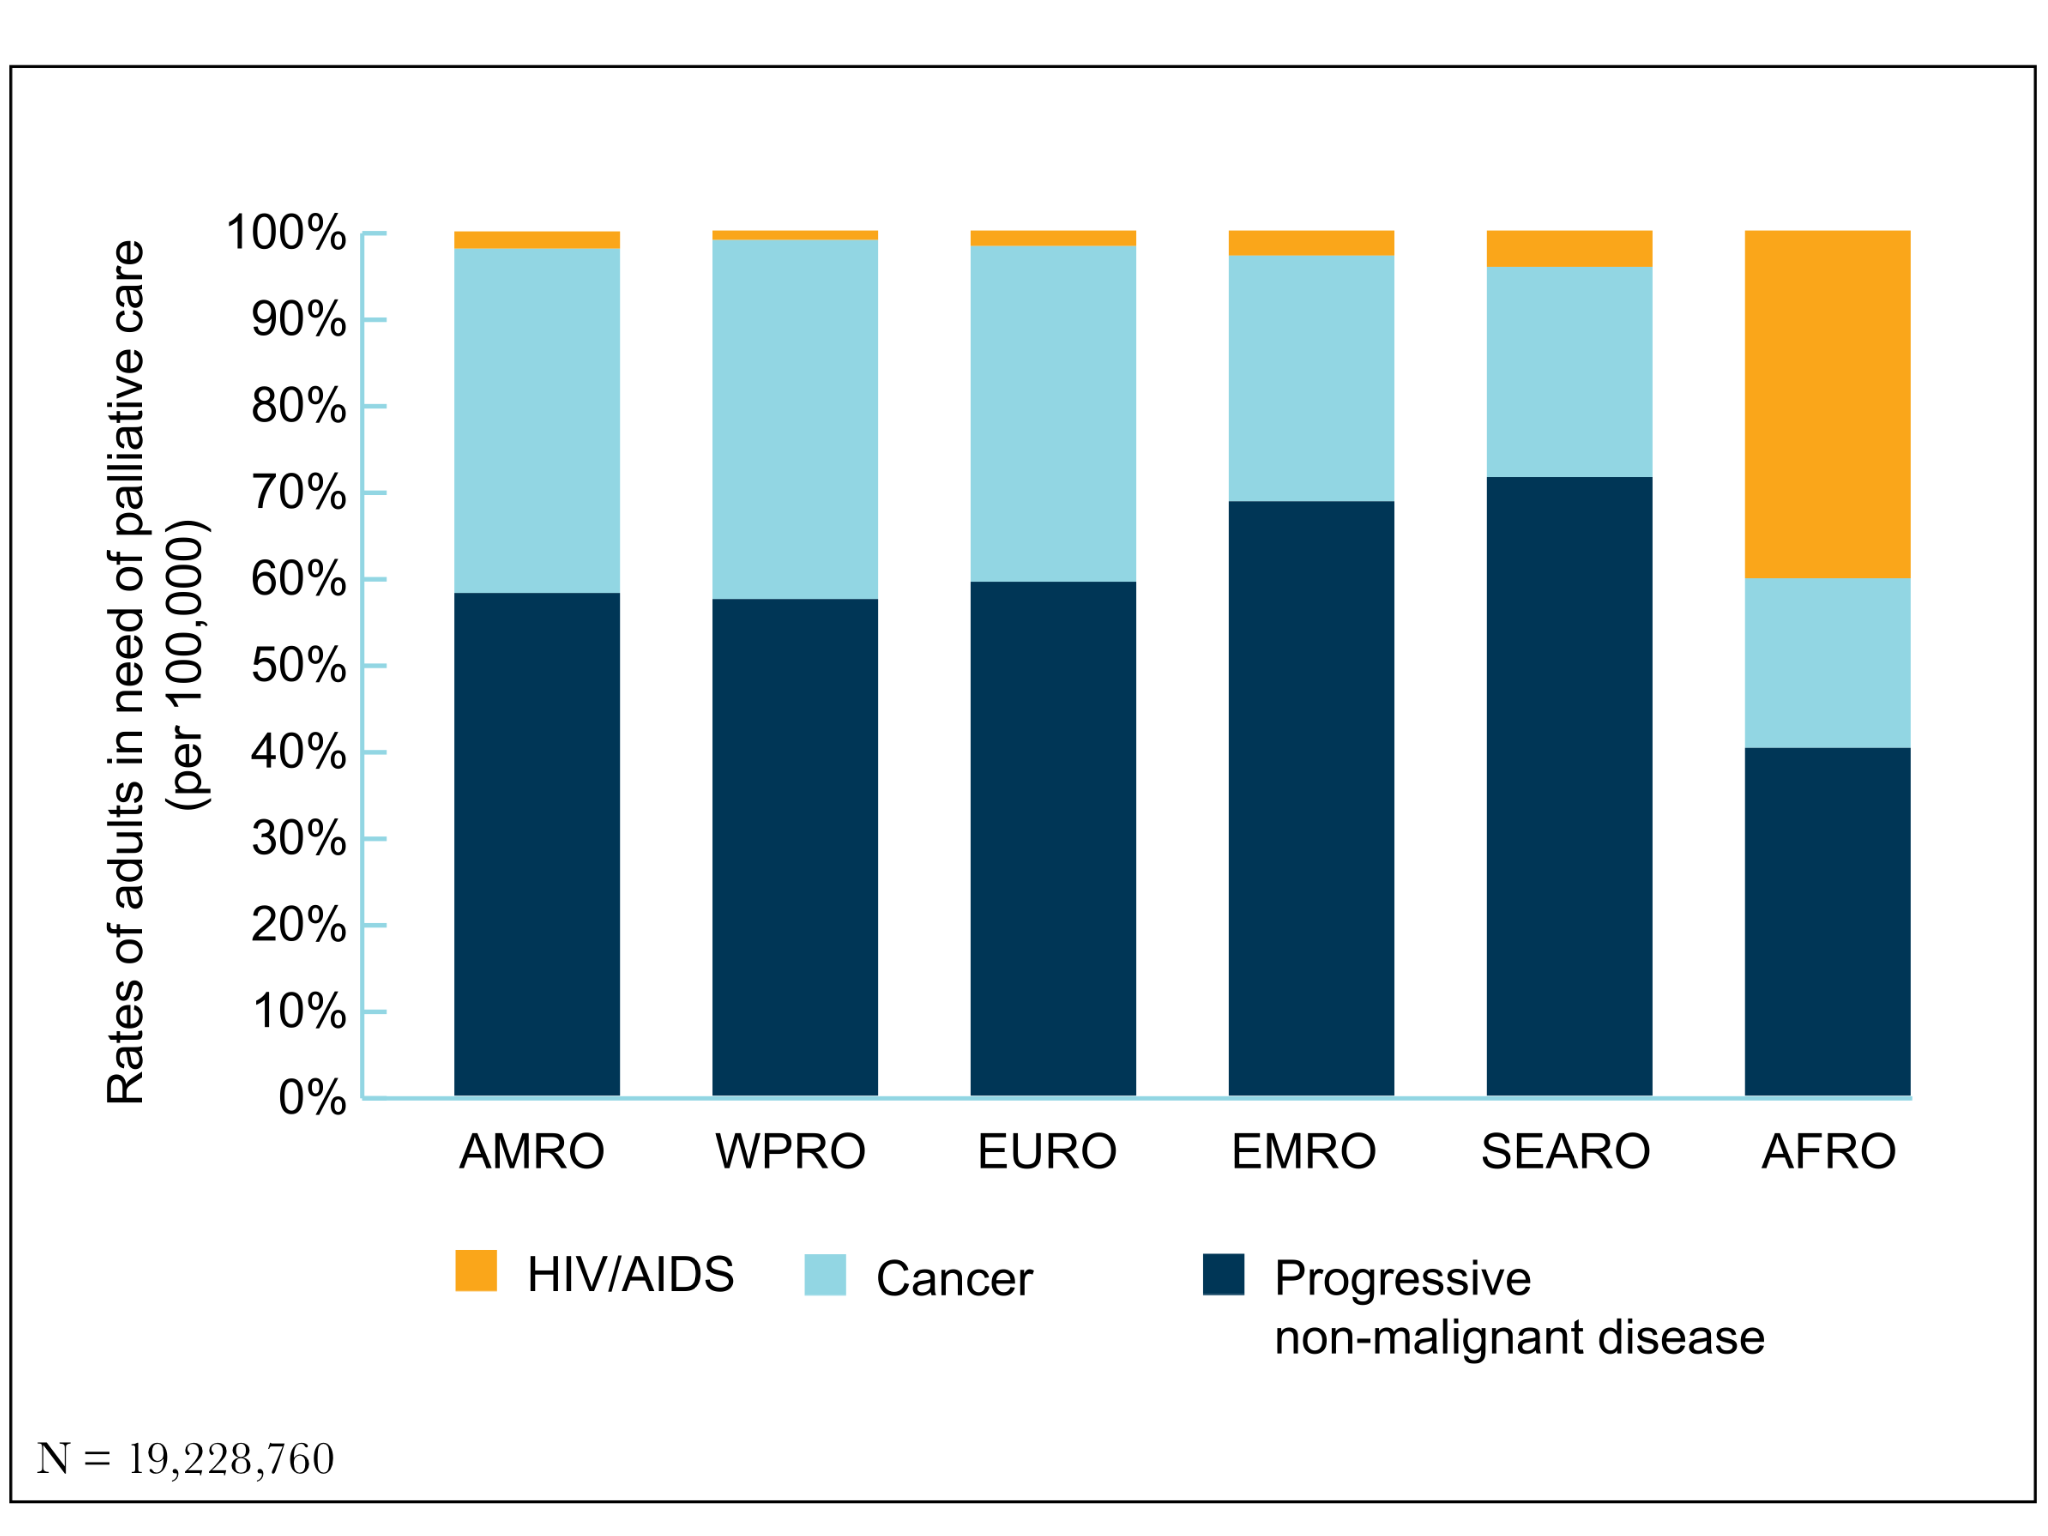 Rates of adults in need of palliative care
(per 100,000)
100%
90%
80%
70%
60%
50%
40%
30%
20%
10%
0%
AMRO WPRO EURO EMRO SEARO AFRO
HIV/AIDS Cancer Progressive
non-malignant disease
N = 19,228,760